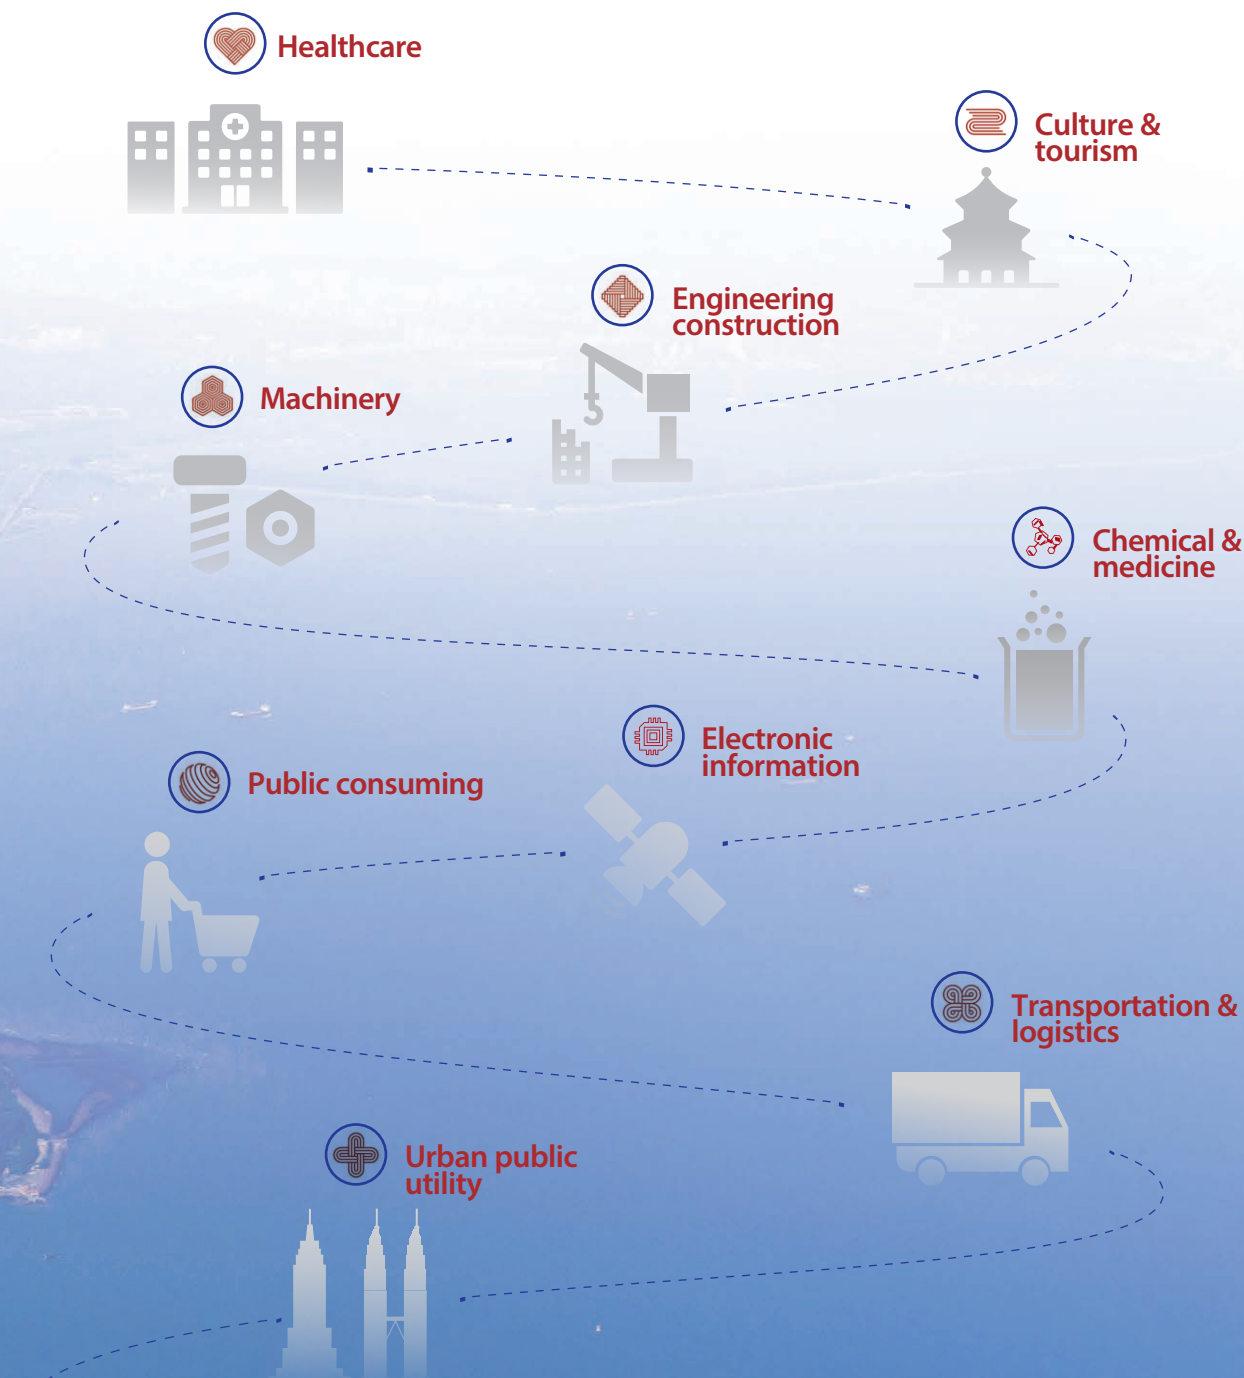 Healthcare
Culture &
tourism
Engineering
construction
Machinery
Chemical &
medicine
Electronic
information
Public consuming
Transportation &
logistics
Urban public
utility